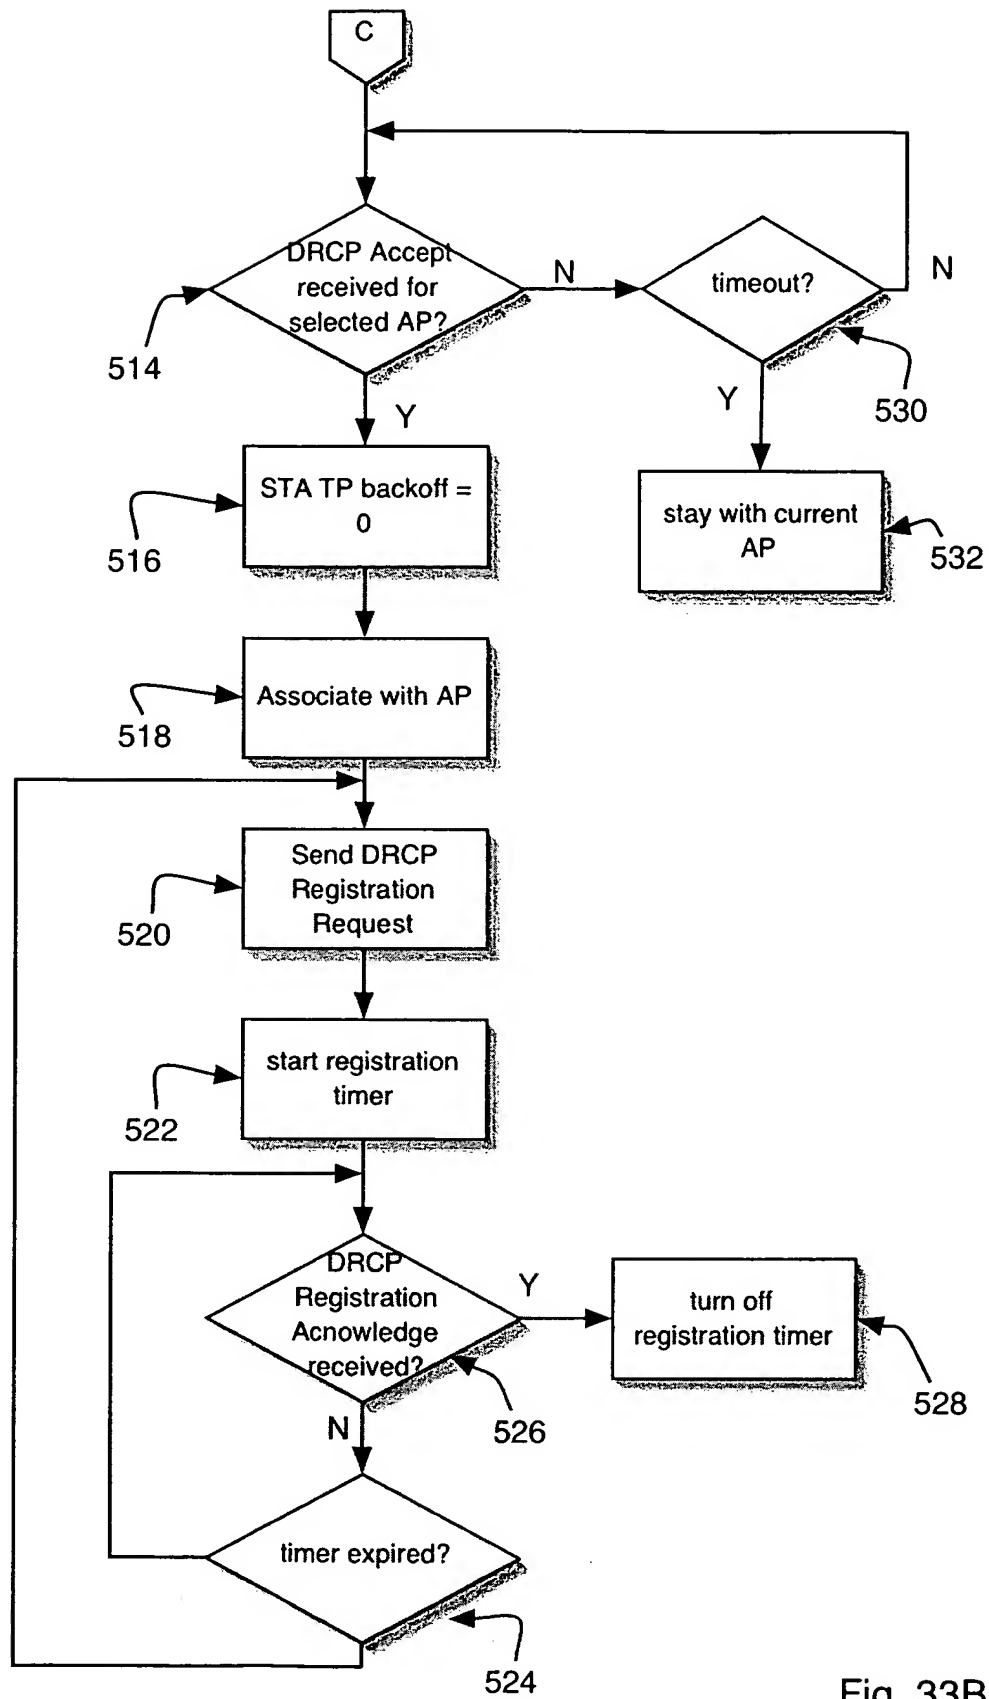 C
DRCP Accept
received for
selected AP?
N
timeout?
N
514
Y
530
Y
STA TP backoff =
0
516
stay with current
AP
532
Associate with AP
518
Send DRCP
Registration
Request
520
start registration
timer
522
DRCP
Registration
Acnowledge
received?
Y
turn off
registration timer
526
528
N
timer expired?
524
Fig. 33B